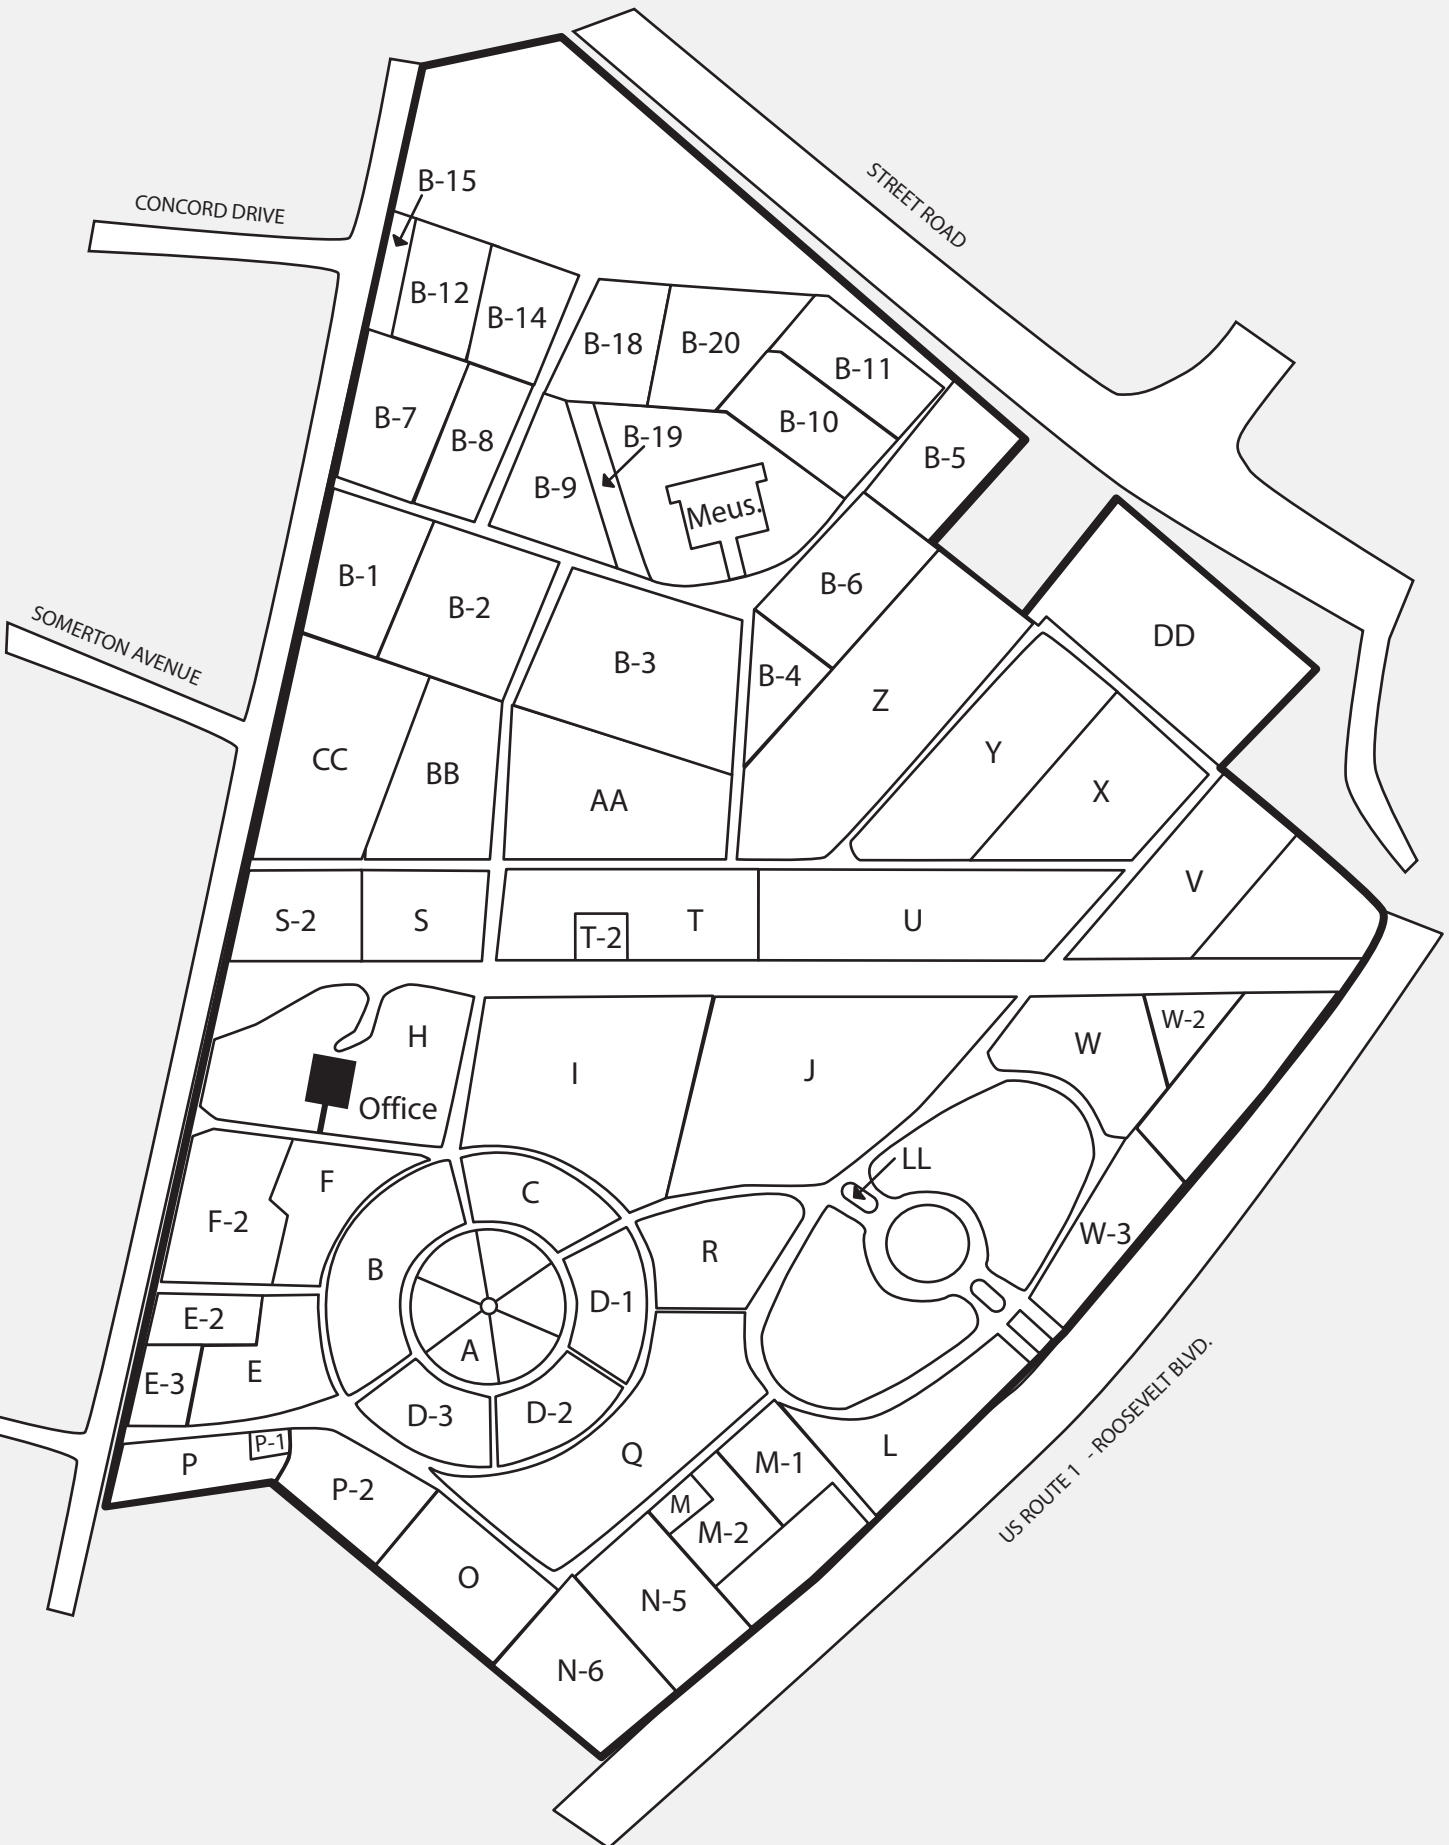 B-15
CONCORD DRIVE
STREET ROAD
B-12
B-14
B-18
B-20
B-11
B-7
B-8
B-19
B-10
B-5
B-9
Meus.
B-1
B-2
B-6
SOMERTON AVENUE
B-3
B-4
DD
Z
CC
BB
AA
Y
X
V
S-2
S
T-2
T
U
H
I
J
W
W-2
Office
LL
F
F-2
C
R
W-3
B
D-1
E-2
A
E-3
E
D-3
D-2
Q
L
P
P-1
P-2
M-1
M
M-2
O
N-5
N-6
US ROUTE 1 - ROOSEVELT BLVD.